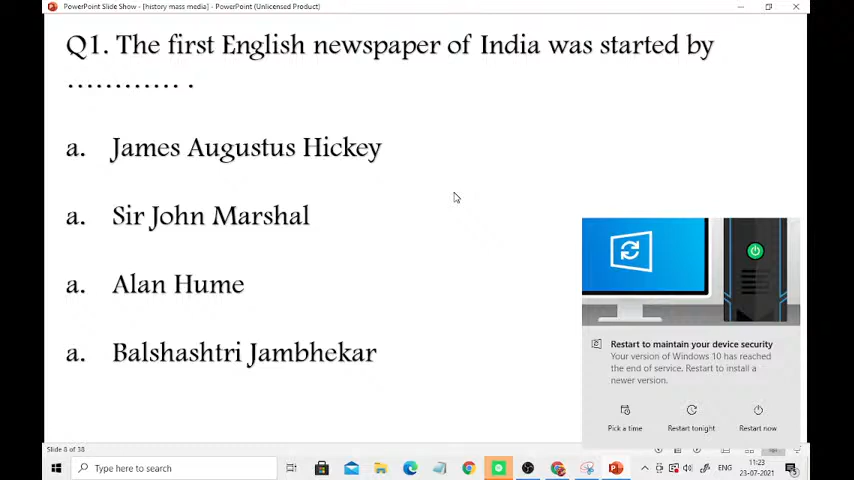 PowerPoint Slide Show - [history mass media] - PowerPoint (Unlicensed Product)
Q1. The first English newspaper of India was started by
............ .
a. James Augustus Hickey
a. Sir John Marshal
a. Alan Hume
a. Balshashtri Jambhekar
Restart to maintain your device security
Your version of Windows 10 has reached
the end of service. Restart to install a
newer version.
Pick a time
Restart tonight
Restart now
Slide 8 of 38
Type here to search
ENG
11:23
23-07-2021